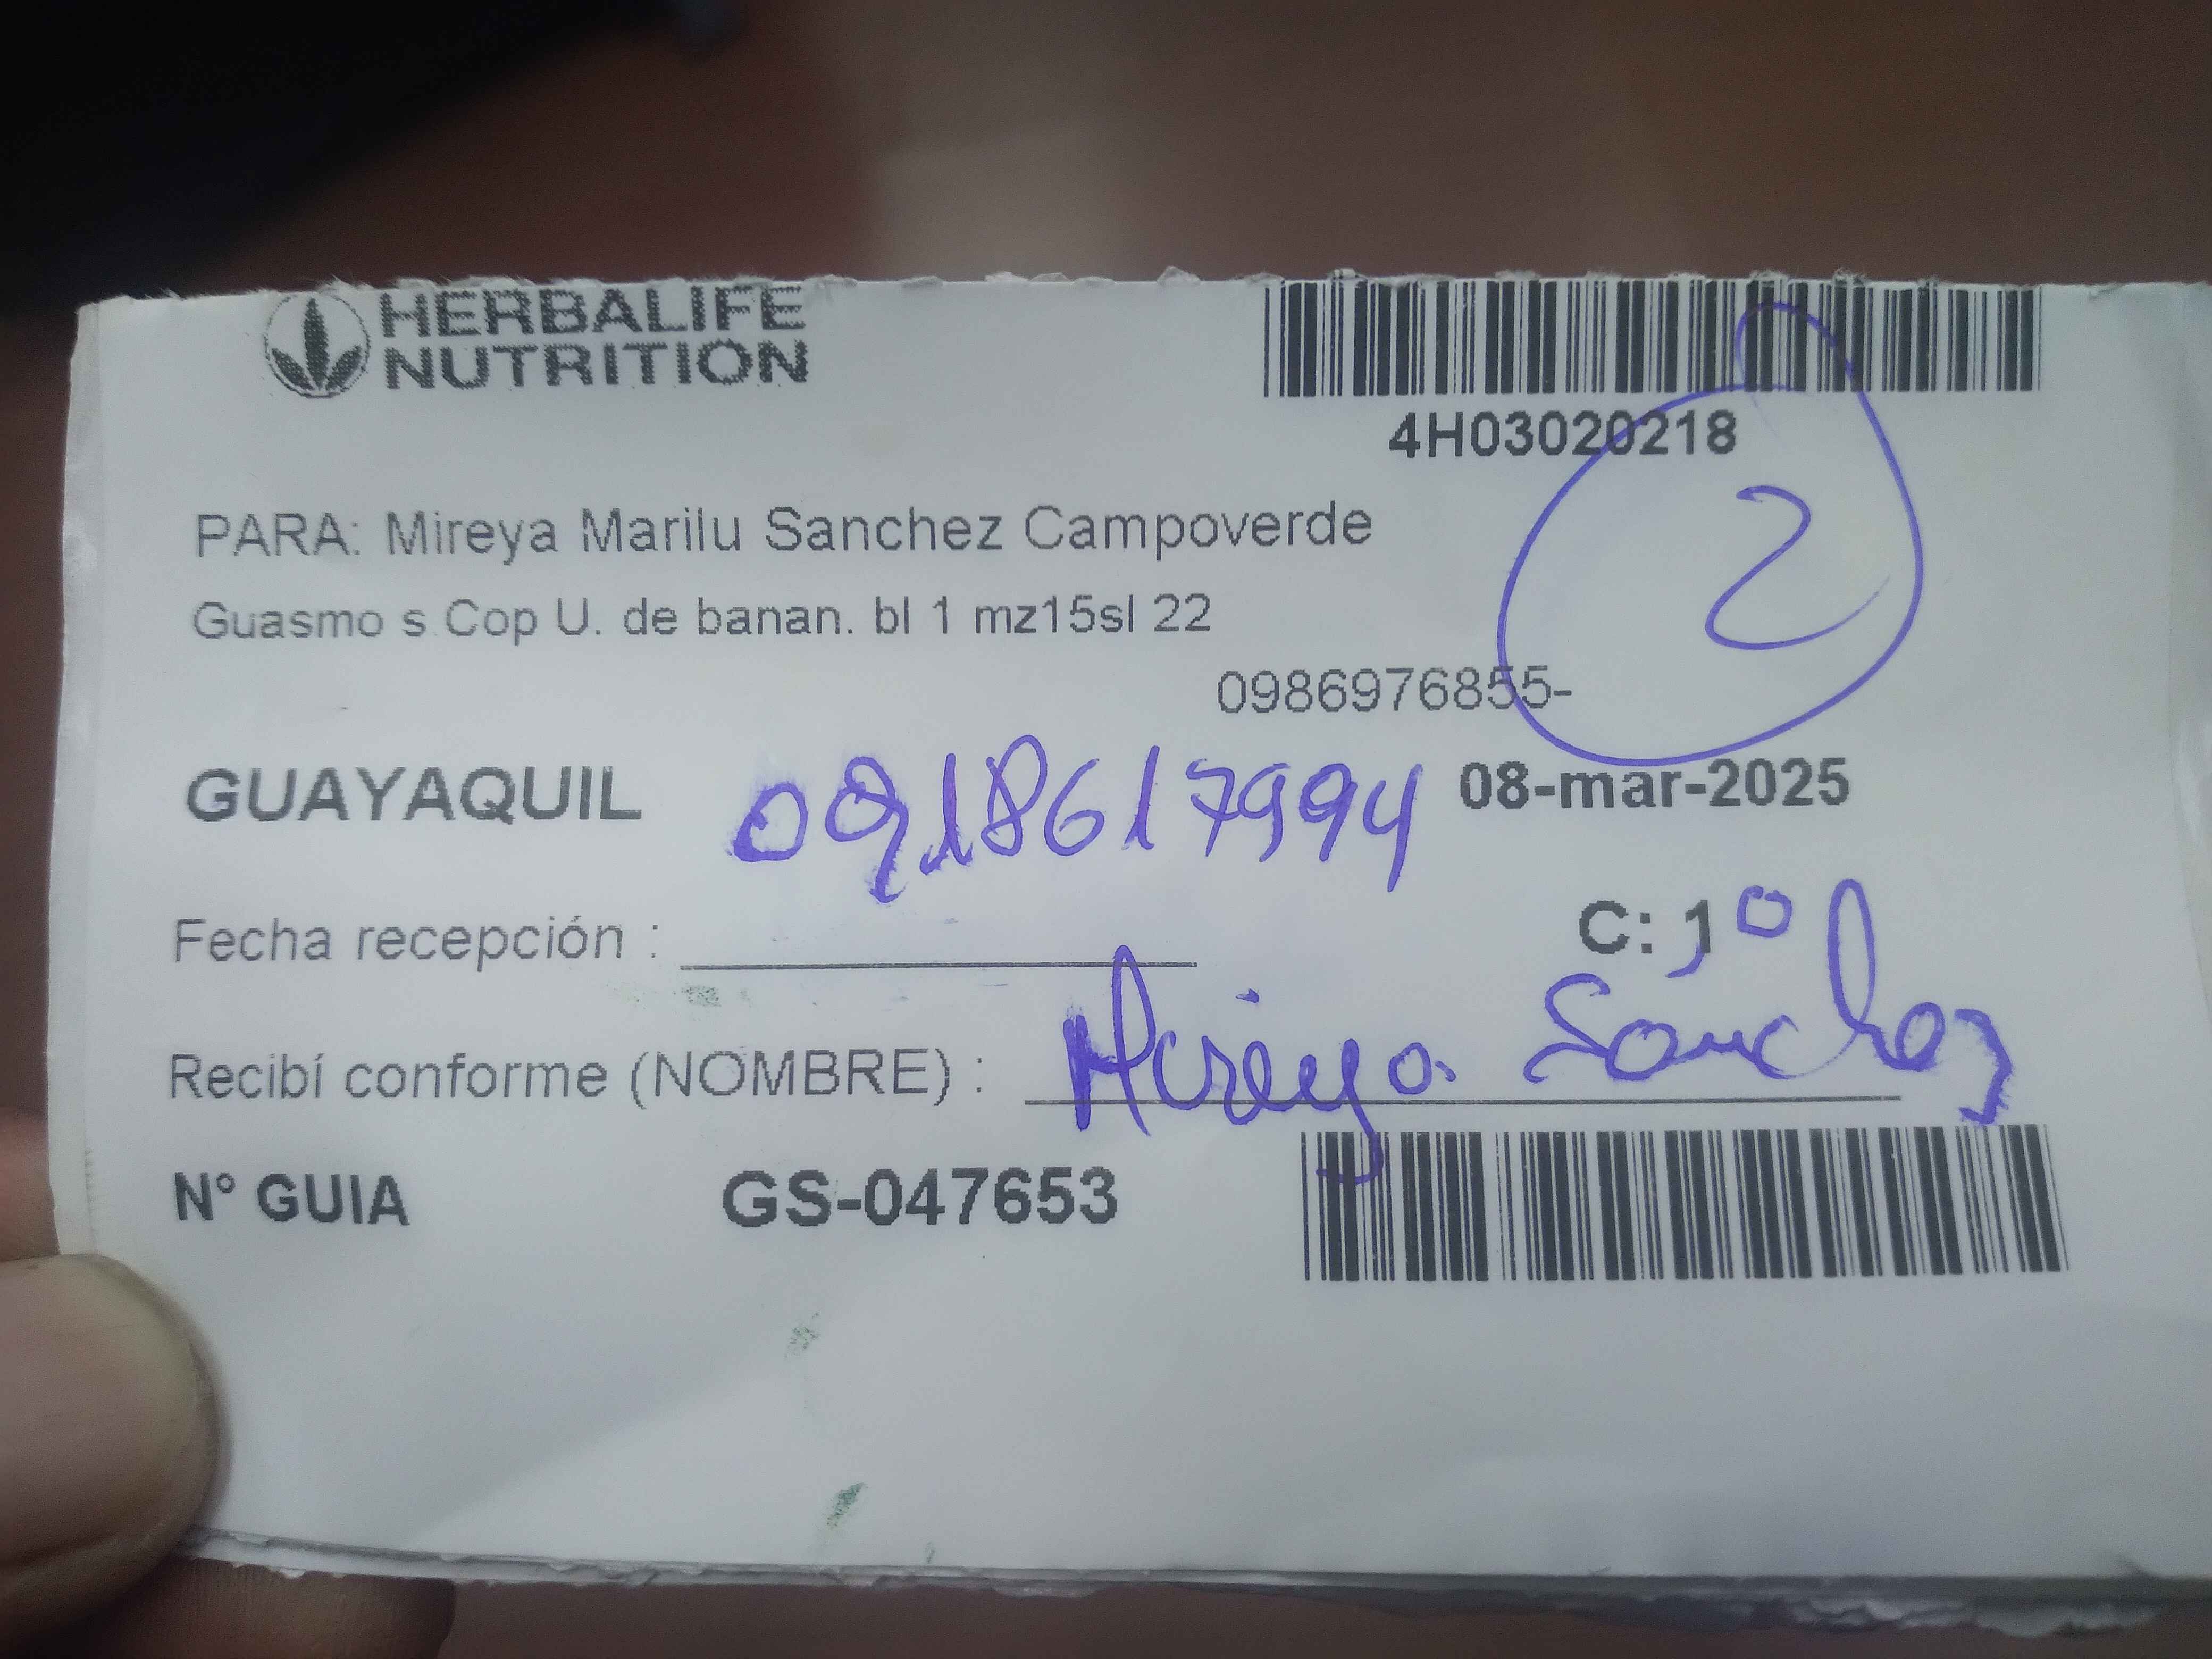 HERBALIFE
NUTRITION
4H03020218
PARA: Mireya Marilu Sanchez Campoverde
2
Guasmo s Cop U. de banan. bl 1 mz15sl 22
0986976855-
GUAYAQUIL 0918617994 08-mar-2025
Fecha recepción : C: 1º
Recibí conforme (NOMBRE) : Mireya Sanchez
N° GUIA GS-047653